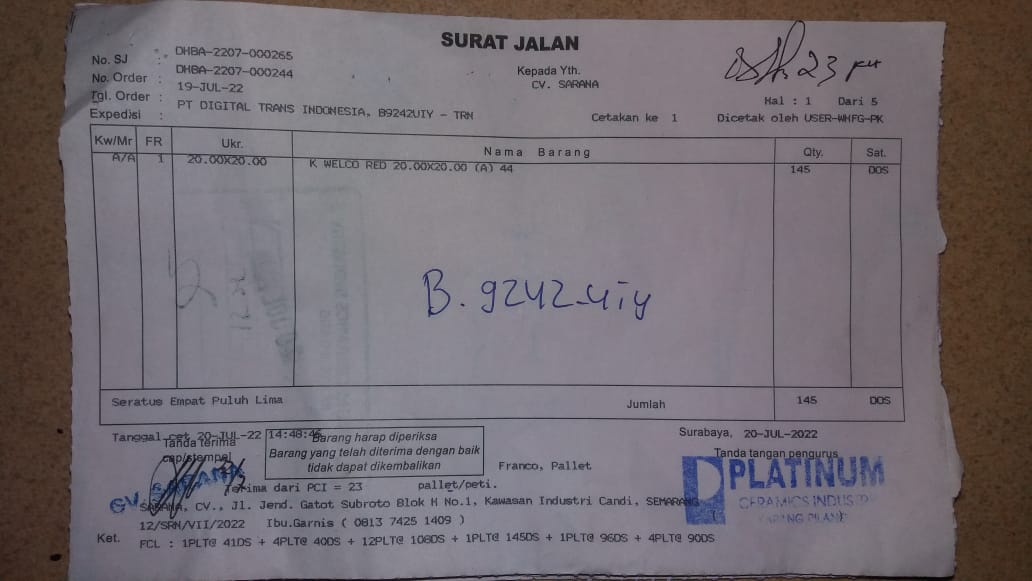 SURAT JALAN
No. SJ : DHBA-2207-000265
No. Order : DHBA-2207-000244
Tgl. Order : 19-JUL-22
Expedisi : PT DIGITAL TRANS INDONESIA, B9242UIY - TRN
Kepada Yth.
CV. SARANA
23
Hal : 1 Dari 5
Cetakan ke 1 Dicetak oleh USER-WHFG-PK
Kw/Mr FR Ukr. Nama Barang Qty. Sat.
A/A 1 20.00X20.00 K WELCO RED 20.00X20.00 (A) 44 145 DOS
B. 9242-uiy
Seratus Empat Puluh Lima Jumlah 145 DOS
Tanggal cet 20-JUL-22 14:48:46
Tanda terima
cap/stempel
CV. SARANA
Barang harap diperiksa
Barang yang telah diterima dengan baik
tidak dapat dikembalikan
Franco, Pallet
Surabaya, 20-JUL-2022
Tanda tangan pengurus
PLATINUM
CERAMICS INDUSTRY
KARANG PILANG
Terima dari PCI = 23 pallet/peti.
SARANA, CV., Jl. Jend. Gatot Subroto Blok H No.1, Kawasan Industri Candi, SEMARANG (
12/SRN/VII/2022 Ibu.Garnis ( 0813 7425 1409 )
Ket. FCL : 1PLT@ 41DS + 4PLT@ 40DS + 12PLT@ 108DS + 1PLT@ 145DS + 1PLT@ 96DS + 4PLT@ 90DS